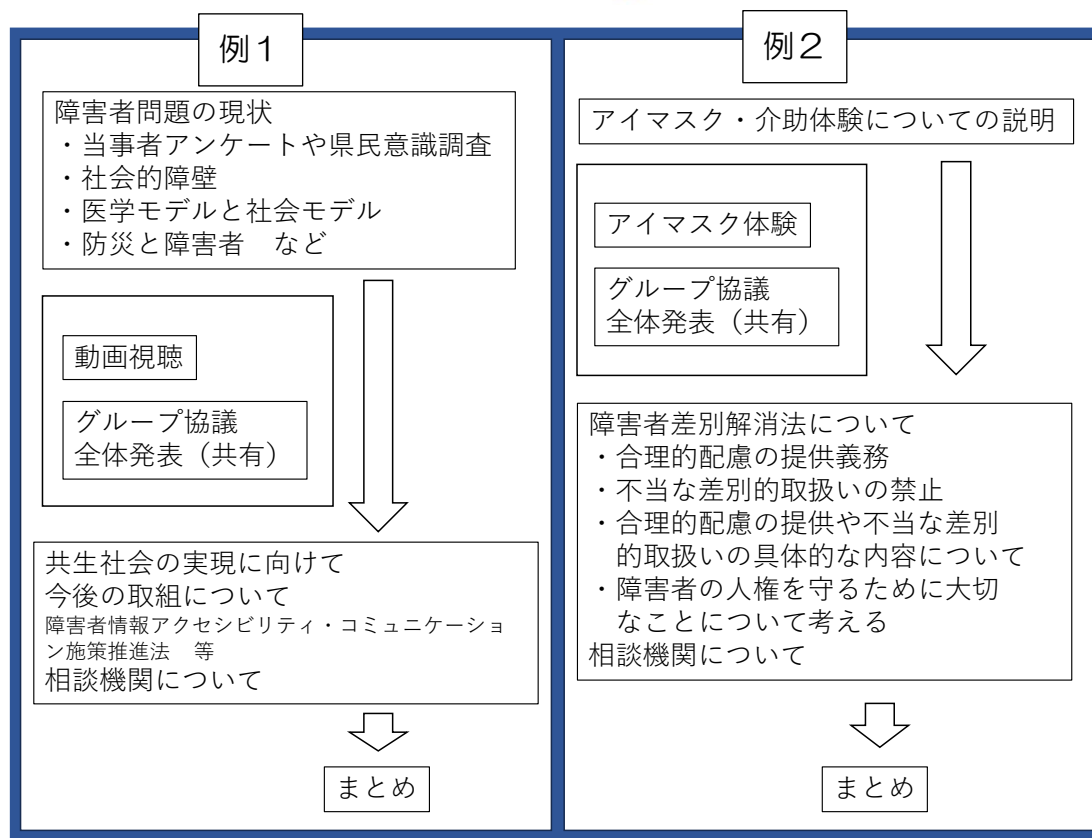 例１
障害者問題の現状
・当事者アンケートや県民意識調査
・社会的障壁
・医学モデルと社会モデル
・防災と障害者　など
動画視聴
グループ協議
全体発表（共有）
共生社会の実現に向けて
今後の取組について
障害者情報アクセシビリティ・コミュニケーショ
ン施策推進法　等
相談機関について
まとめ
例２
アイマスク・介助体験についての説明
アイマスク体験
グループ協議
全体発表（共有）
障害者差別解消法について
・合理的配慮の提供義務
・不当な差別的取扱いの禁止
・合理的配慮の提供や不当な差別
的取扱いの具体的な内容について
・障害者の人権を守るために大切
なことについて考える
相談機関について
まとめ